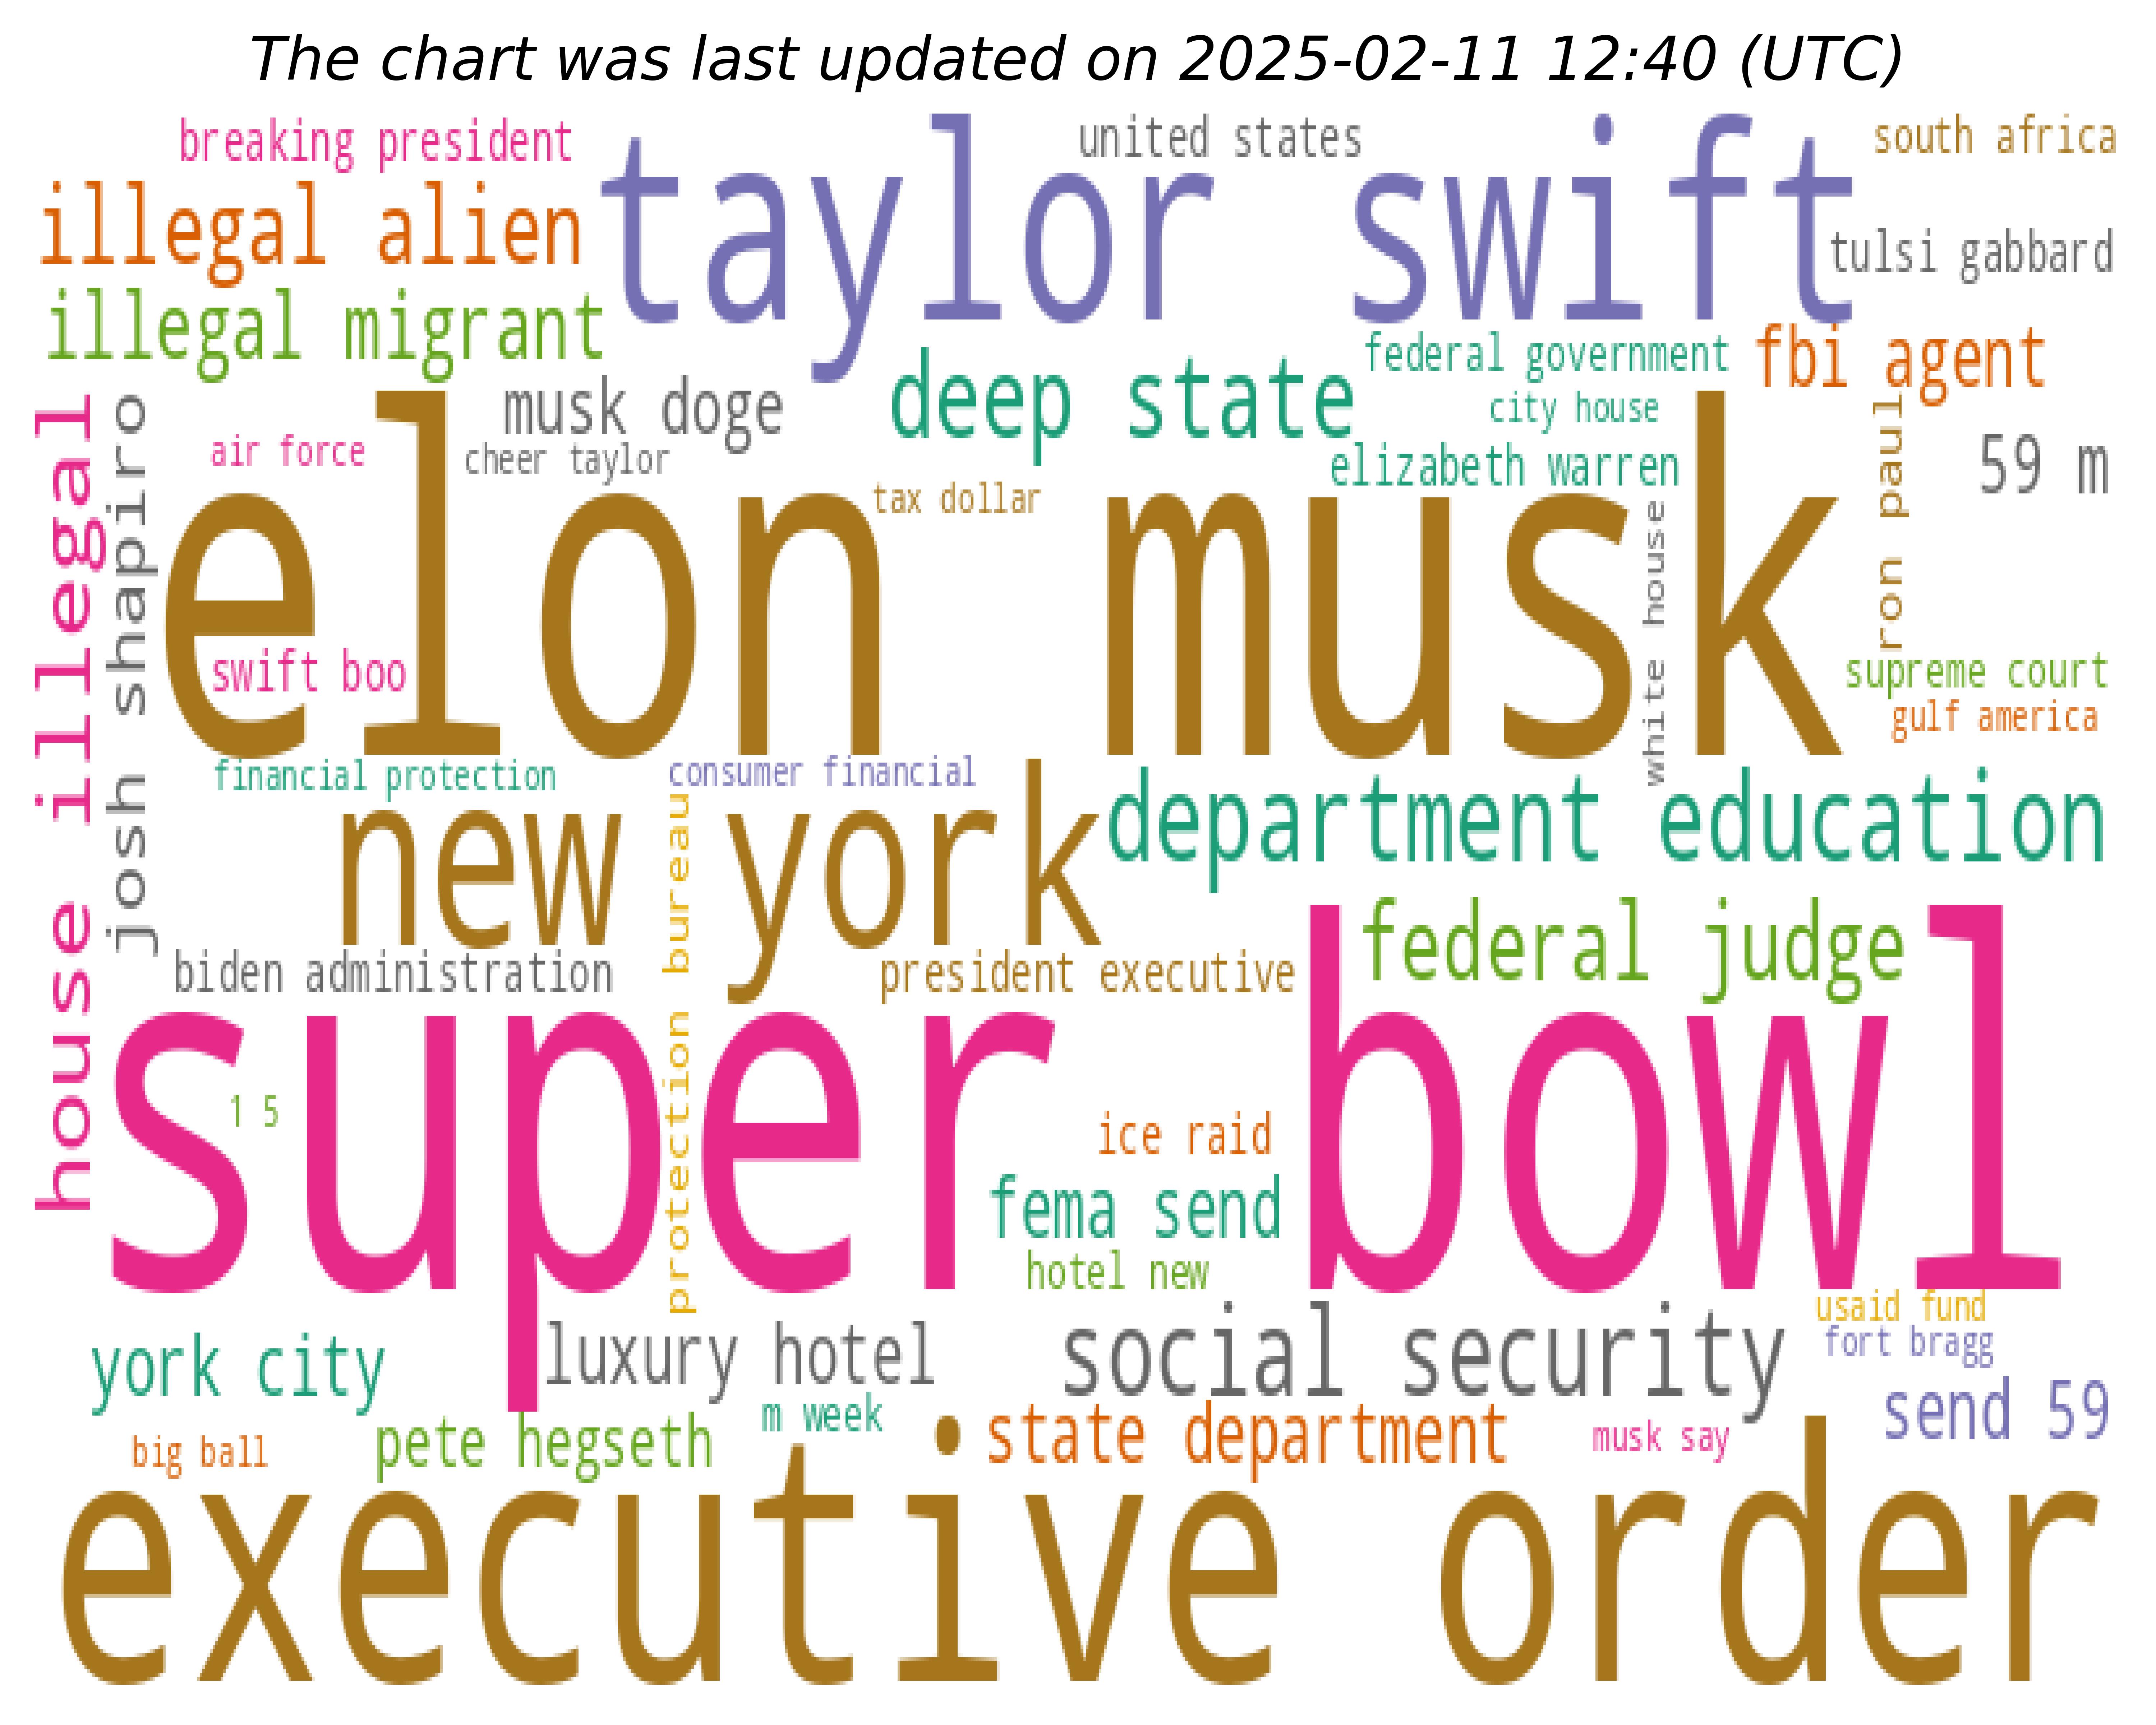 The chart was last updated on 2025-02-11 12:40 (UTC)
breaking president
taylor swift
united states
south africa
illegal alien
tulsi gabbard
illegal migrant
federal government
fbi agent
musk doge
deep state
city house
ron paul
air force
cheer taylor
elizabeth warren
59 m
house illegal
josh shapiro
elon musk
tax dollar
white house
swift boo
supreme court
gulf america
financial protection
consumer financial
new york
protection bureau
department education
federal judge
biden administration
president executive
super bowl
1 5
ice raid
fema send
hotel new
usaid fund
york city
luxury hotel
social security
fort bragg
send 59
big ball
pete hegseth
m week
state department
musk say
executive order